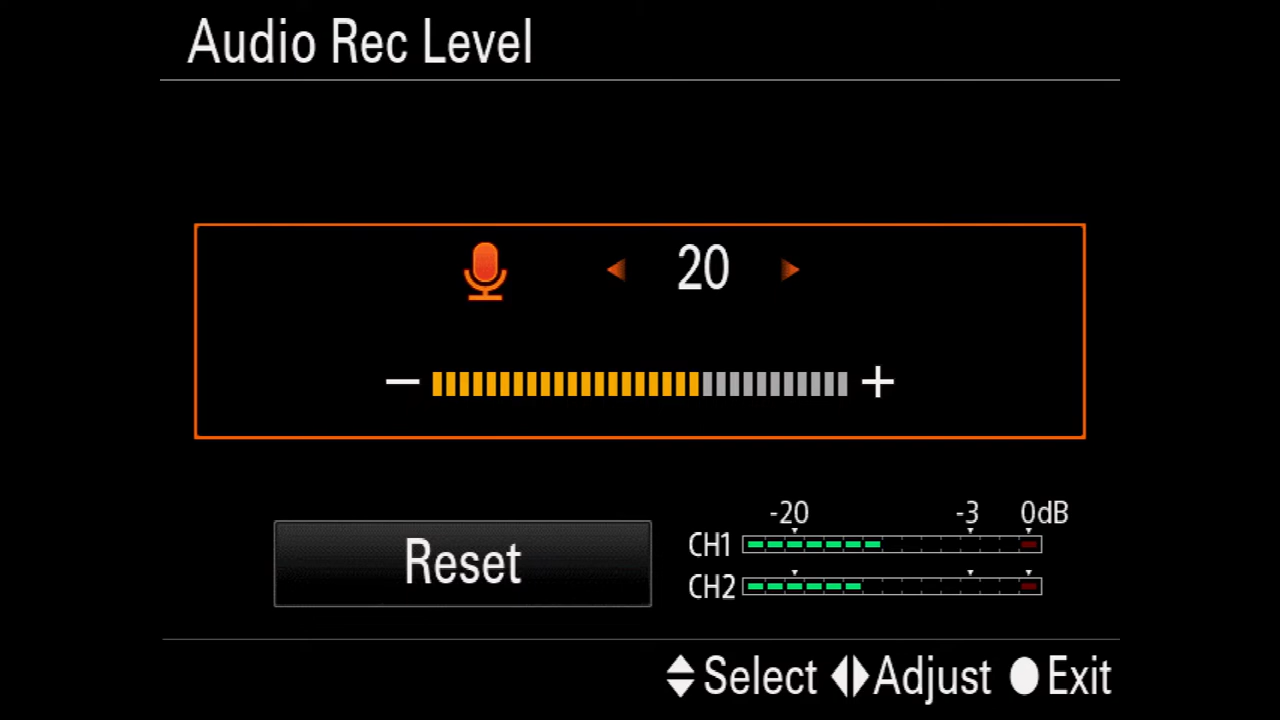 Audio Rec Level
20
− +
-20 -3 0dB
CH1
Reset
CH2
Select Adjust Exit